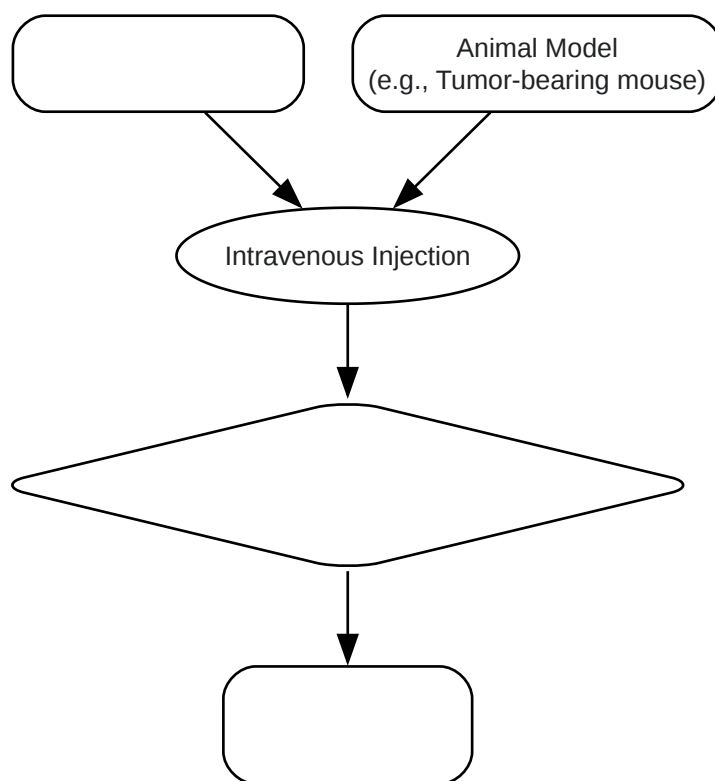 Animal Model
(e.g., Tumor-bearing mouse)
Intravenous Injection